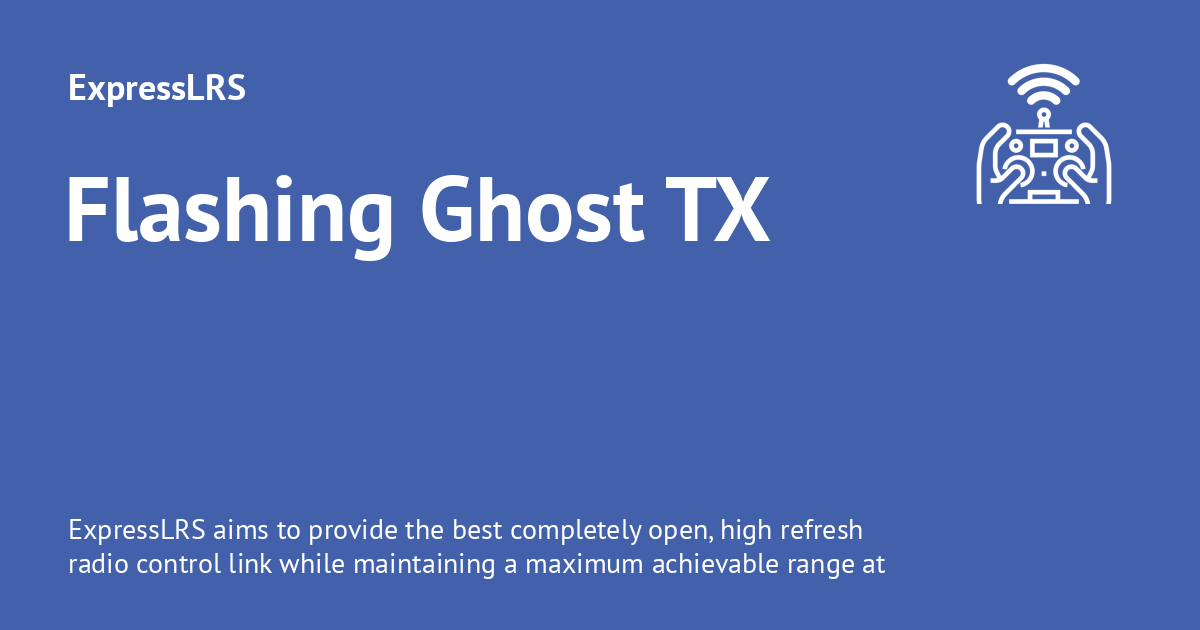 ExpressLRS
Flashing Ghost TX
ExpressLRS aims to provide the best completely open, high refresh
radio control link while maintaining a maximum achievable range at